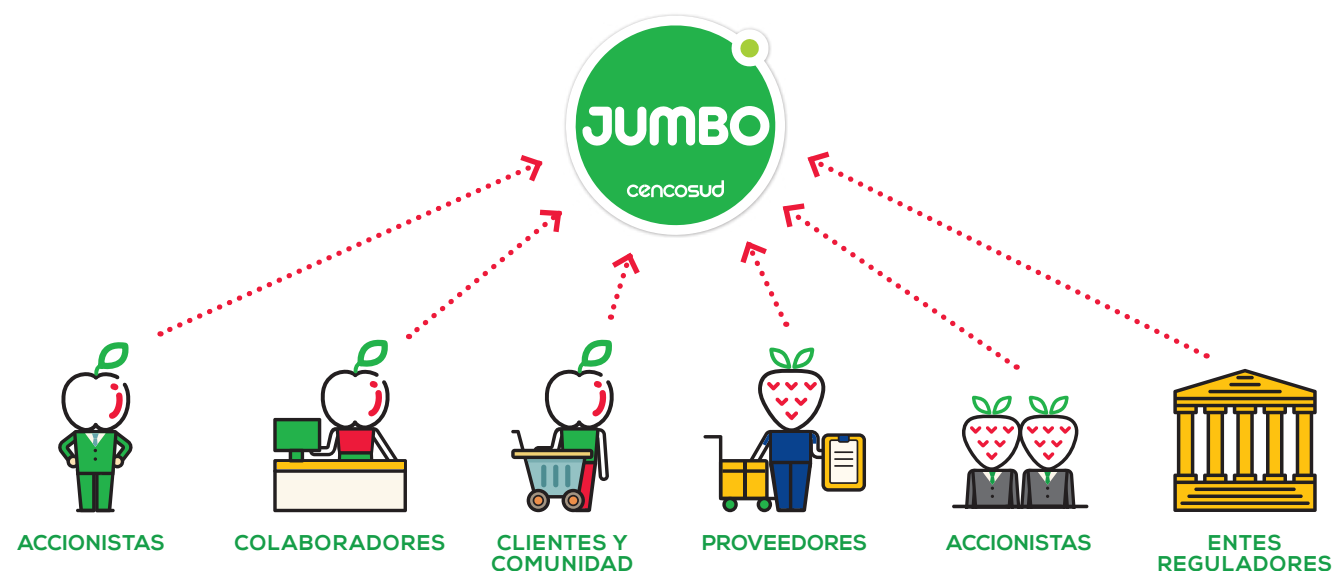 JUMBO
cencosud
ACCIONISTAS
COLABORADORES
CLIENTES Y
COMUNIDAD
PROVEEDORES
ACCIONISTAS
ENTES
REGULADORES